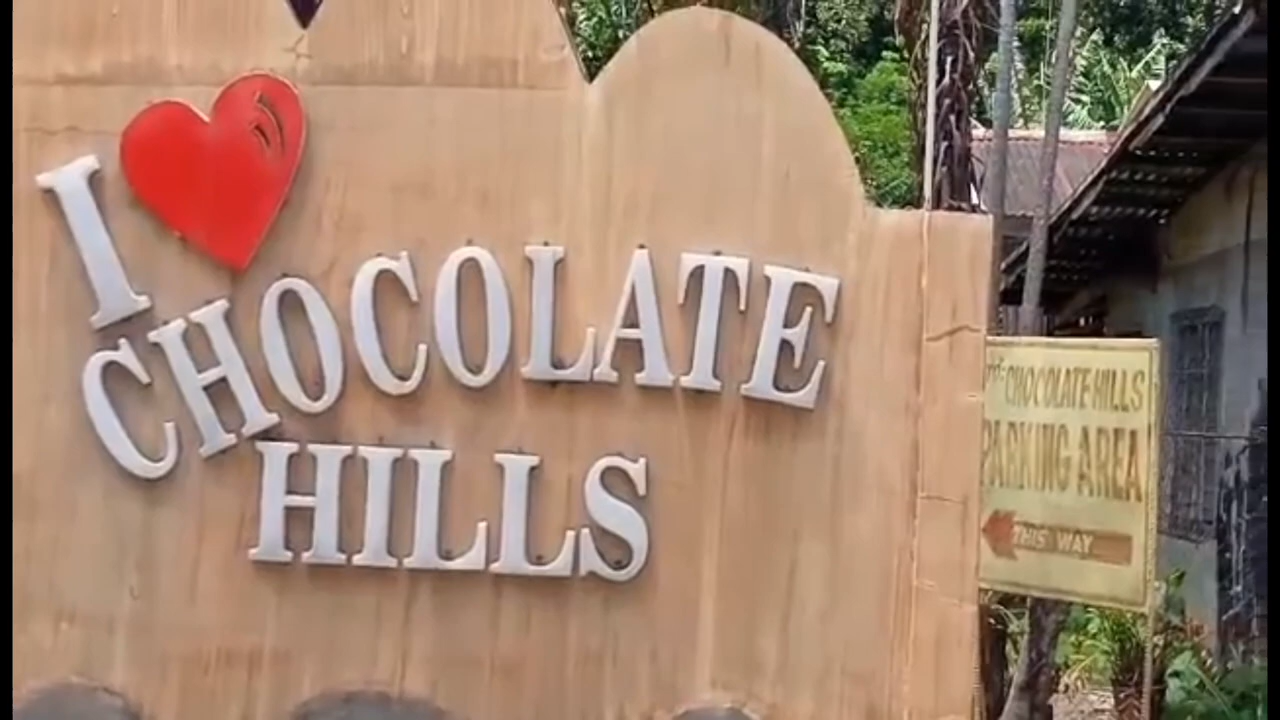 I
CHOCOLATE
HILLS
CHOCOLATE HILLS
PARKING AREA
THIS WAY